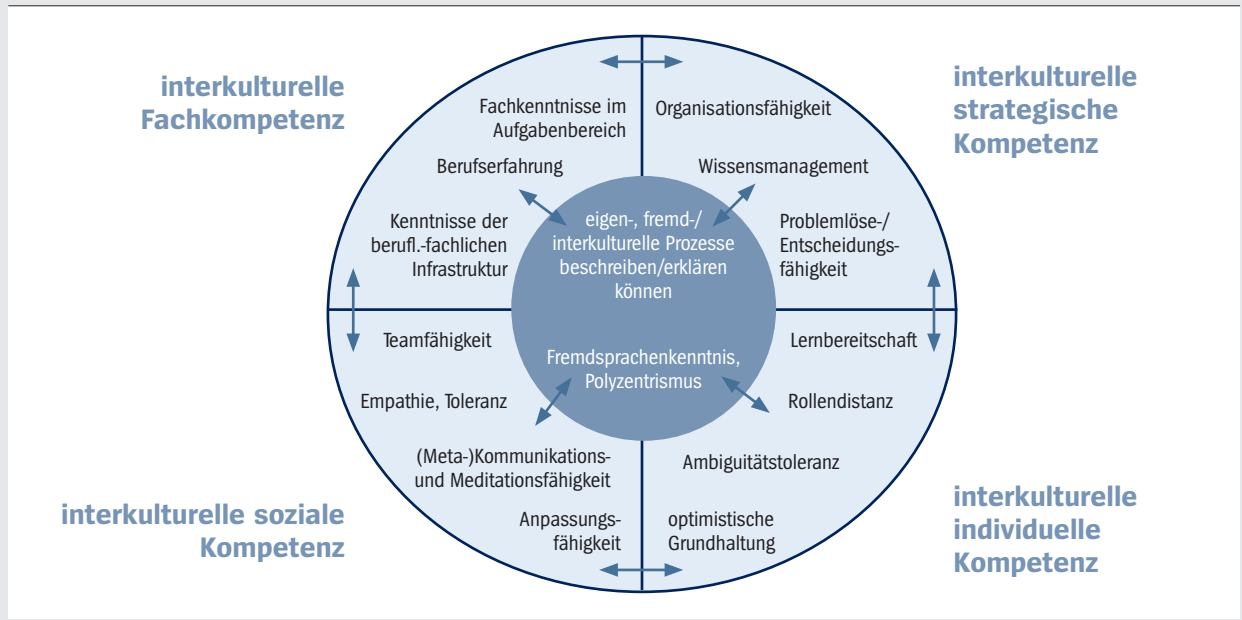 interkulturelle
Fachkompetenz
Fachkenntnisse im
Aufgabenbereich
Berufserfahrung
Kenntnisse der
berufl.-fachlichen
Infrastruktur
interkulturelle
strategische
Kompetenz
Organisationsfähigkeit
Wissensmanagement
Problemlöse-/
Entscheidungs-
fähigkeit
eigen-, fremd-/
interkulturelle Prozesse
beschreiben/erklären
können
Fremdsprachenkenntnis,
Polyzentrismus
Teamfähigkeit
Empathie, Toleranz
(Meta-)Kommunikations-
und Meditationsfähigkeit
Anpassungs-
fähigkeit
interkulturelle soziale
Kompetenz
Lernbereitschaft
Rollendistanz
Ambiguitätstoleranz
optimistische
Grundhaltung
interkulturelle
individuelle
Kompetenz